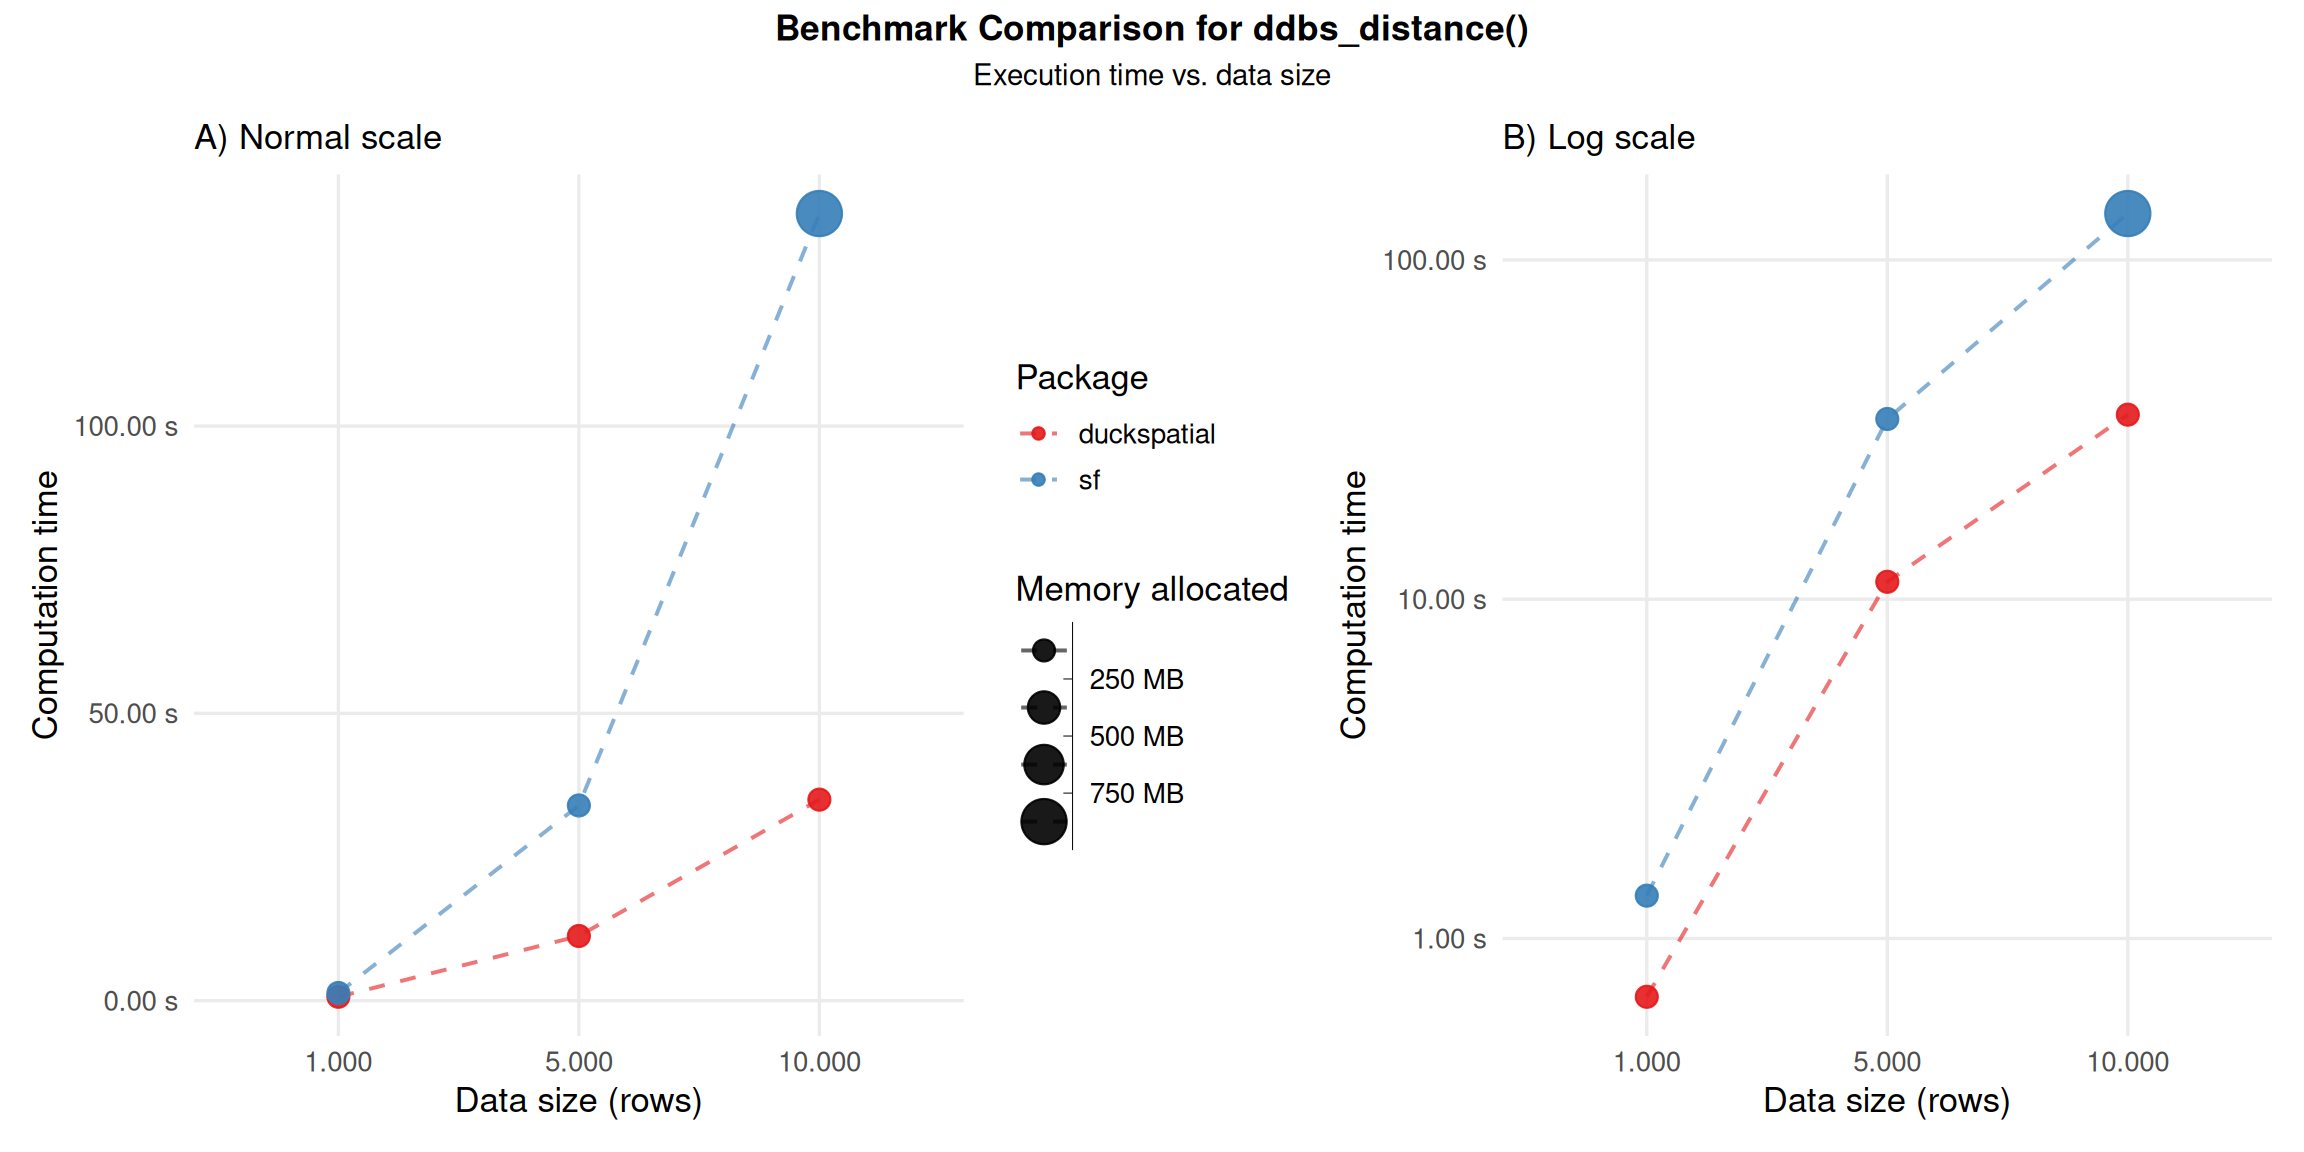 Benchmark Comparison for ddbs_distance()
Execution time vs. data size
A) Normal scale
100.00 s
50.00 s
0.00 s
Computation time
1.000 5.000 10.000
Data size (rows)
Package
duckspatial
sf
Memory allocated
250 MB
500 MB
750 MB
B) Log scale
100.00 s
10.00 s
1.00 s
Computation time
1.000 5.000 10.000
Data size (rows)